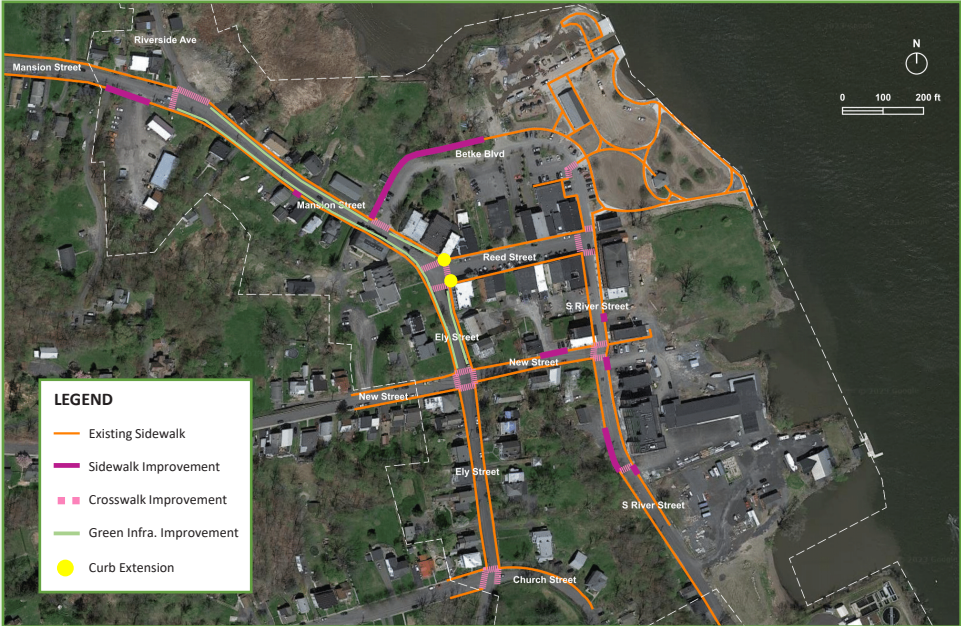 Riverside Ave
Mansion Street
N
0 100 200 ft
Betke Blvd
Mansion Street
Reed Street
S River Street
Ely Street
New Street
New Street
LEGEND
Existing Sidewalk
Sidewalk Improvement
Crosswalk Improvement
Green Infra. Improvement
Curb Extension
Ely Street
S River Street
Church Street